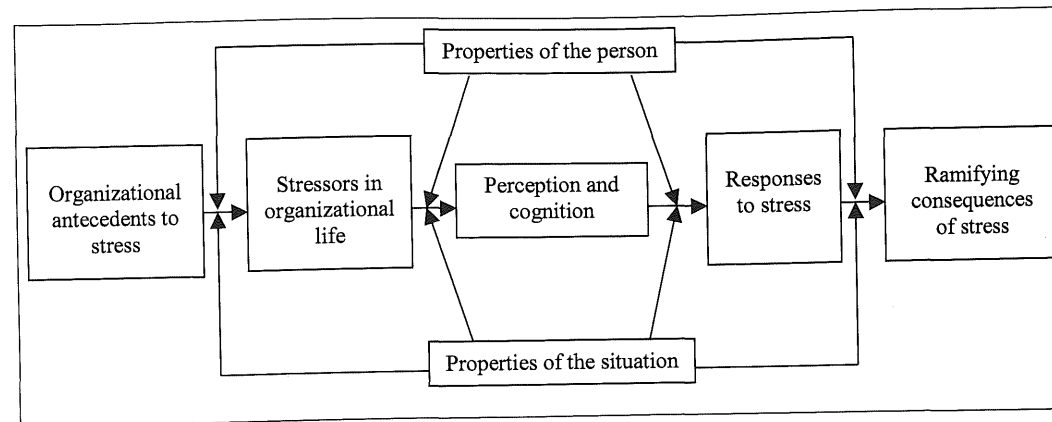 Properties of the person
Organizational
antecedents to
stress
Stressors in
organizational
life
Perception and
cognition
Responses
to stress
Ramifying
consequences
of stress
Properties of the situation